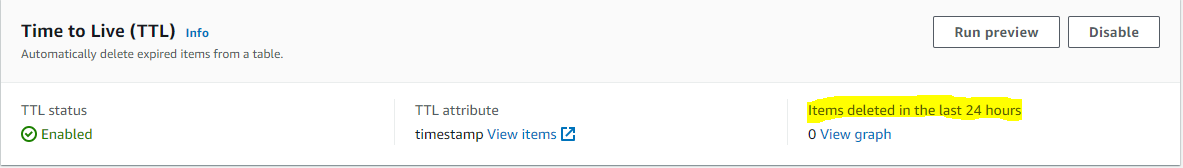 Time to Live (TTL) Info
Automatically delete expired items from a table.
Run preview
Disable
TTL status
Enabled
TTL attribute
timestamp View items
Items deleted in the last 24 hours
0 View graph